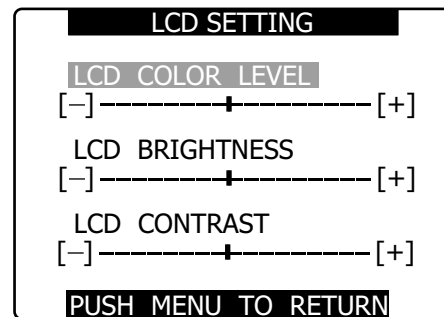 LCD SETTING
LCD COLOR LEVEL
[–] [+]
LCD BRIGHTNESS
[–] [+]
LCD CONTRAST
[–] [+]
PUSH MENU TO RETURN